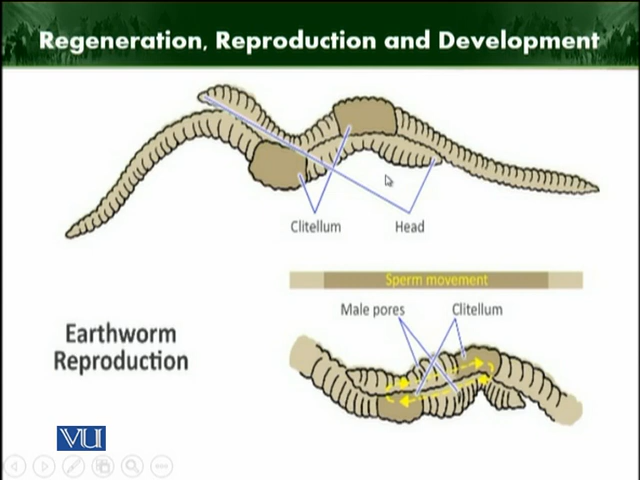 Regeneration, Reproduction and Development
Clitellum
Head
Sperm movement
Male pores
Clitellum
Earthworm
Reproduction
VU